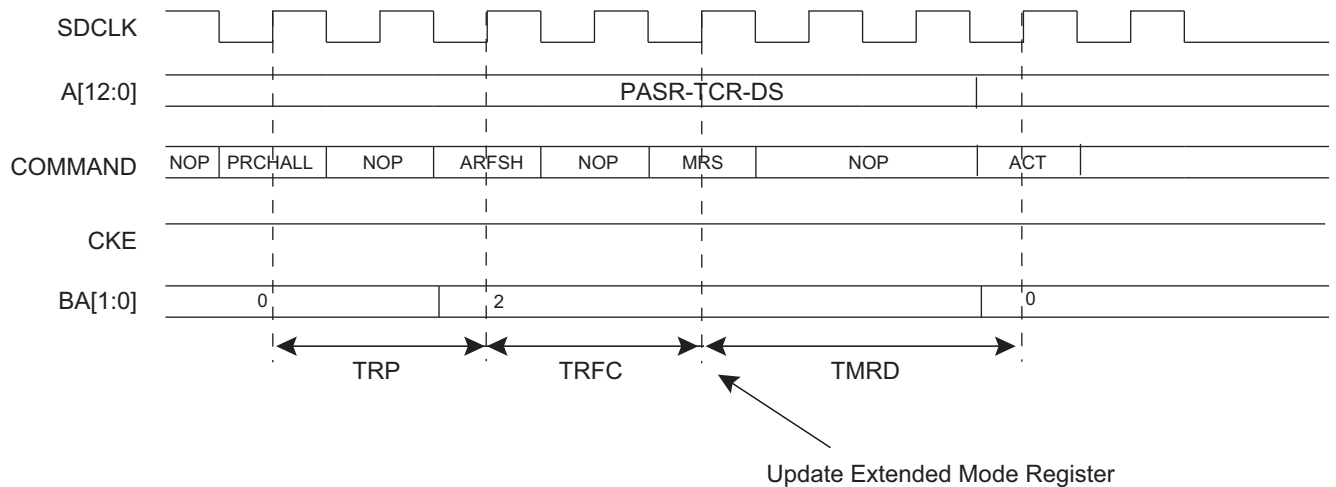 SDCLK
A[12:0] PASR-TCR-DS
COMMAND NOP PRCHALL NOP ARFSH NOP MRS NOP ACT
CKE
BA[1:0] 0 2 0
TRP TRFC TMRD
Update Extended Mode Register